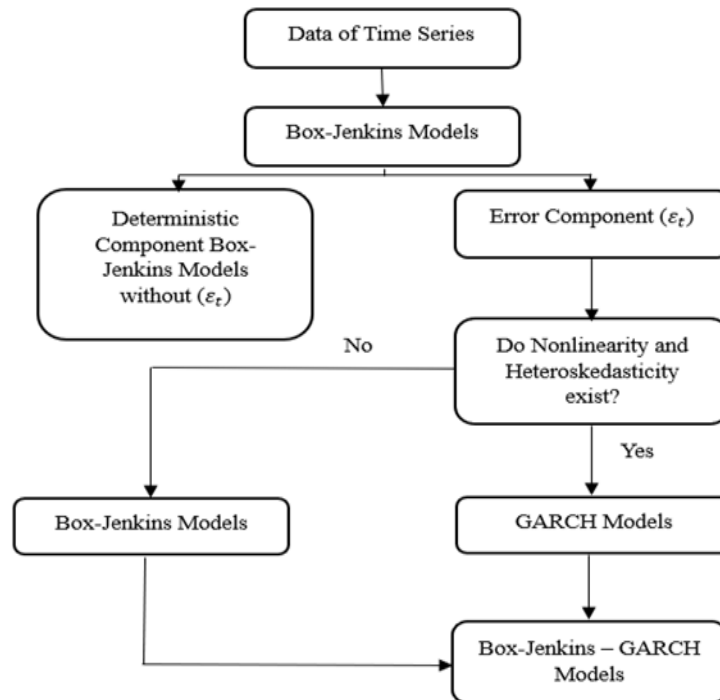 Data of Time Series
Box-Jenkins Models
Deterministic
Component Box-
Jenkins Models
without (εₜ)
Error Component (εₜ)
No
Do Nonlinearity and
Heteroskedasticity
exist?
Yes
Box-Jenkins Models
GARCH Models
Box-Jenkins – GARCH
Models